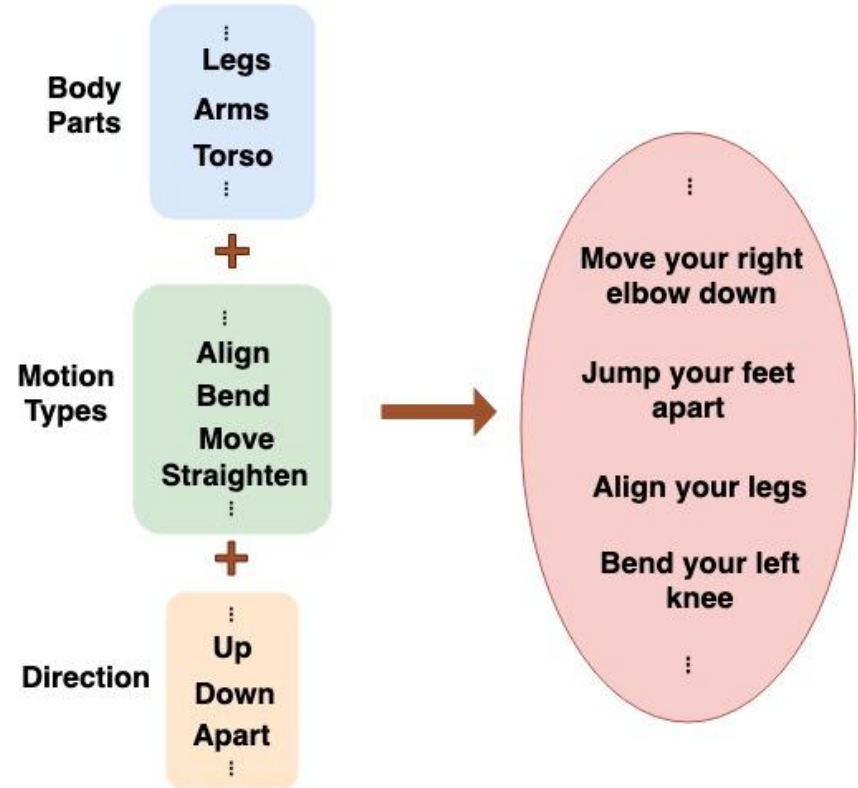 Body
Parts
⋮
Legs
Arms
Torso
⋮
+
Motion
Types
⋮
Align
Bend
Move
Straighten
⋮
+
Direction
⋮
Up
Down
Apart
⋮
⋮
Move your right
elbow down
Jump your feet
apart
Align your legs
Bend your left
knee
⋮